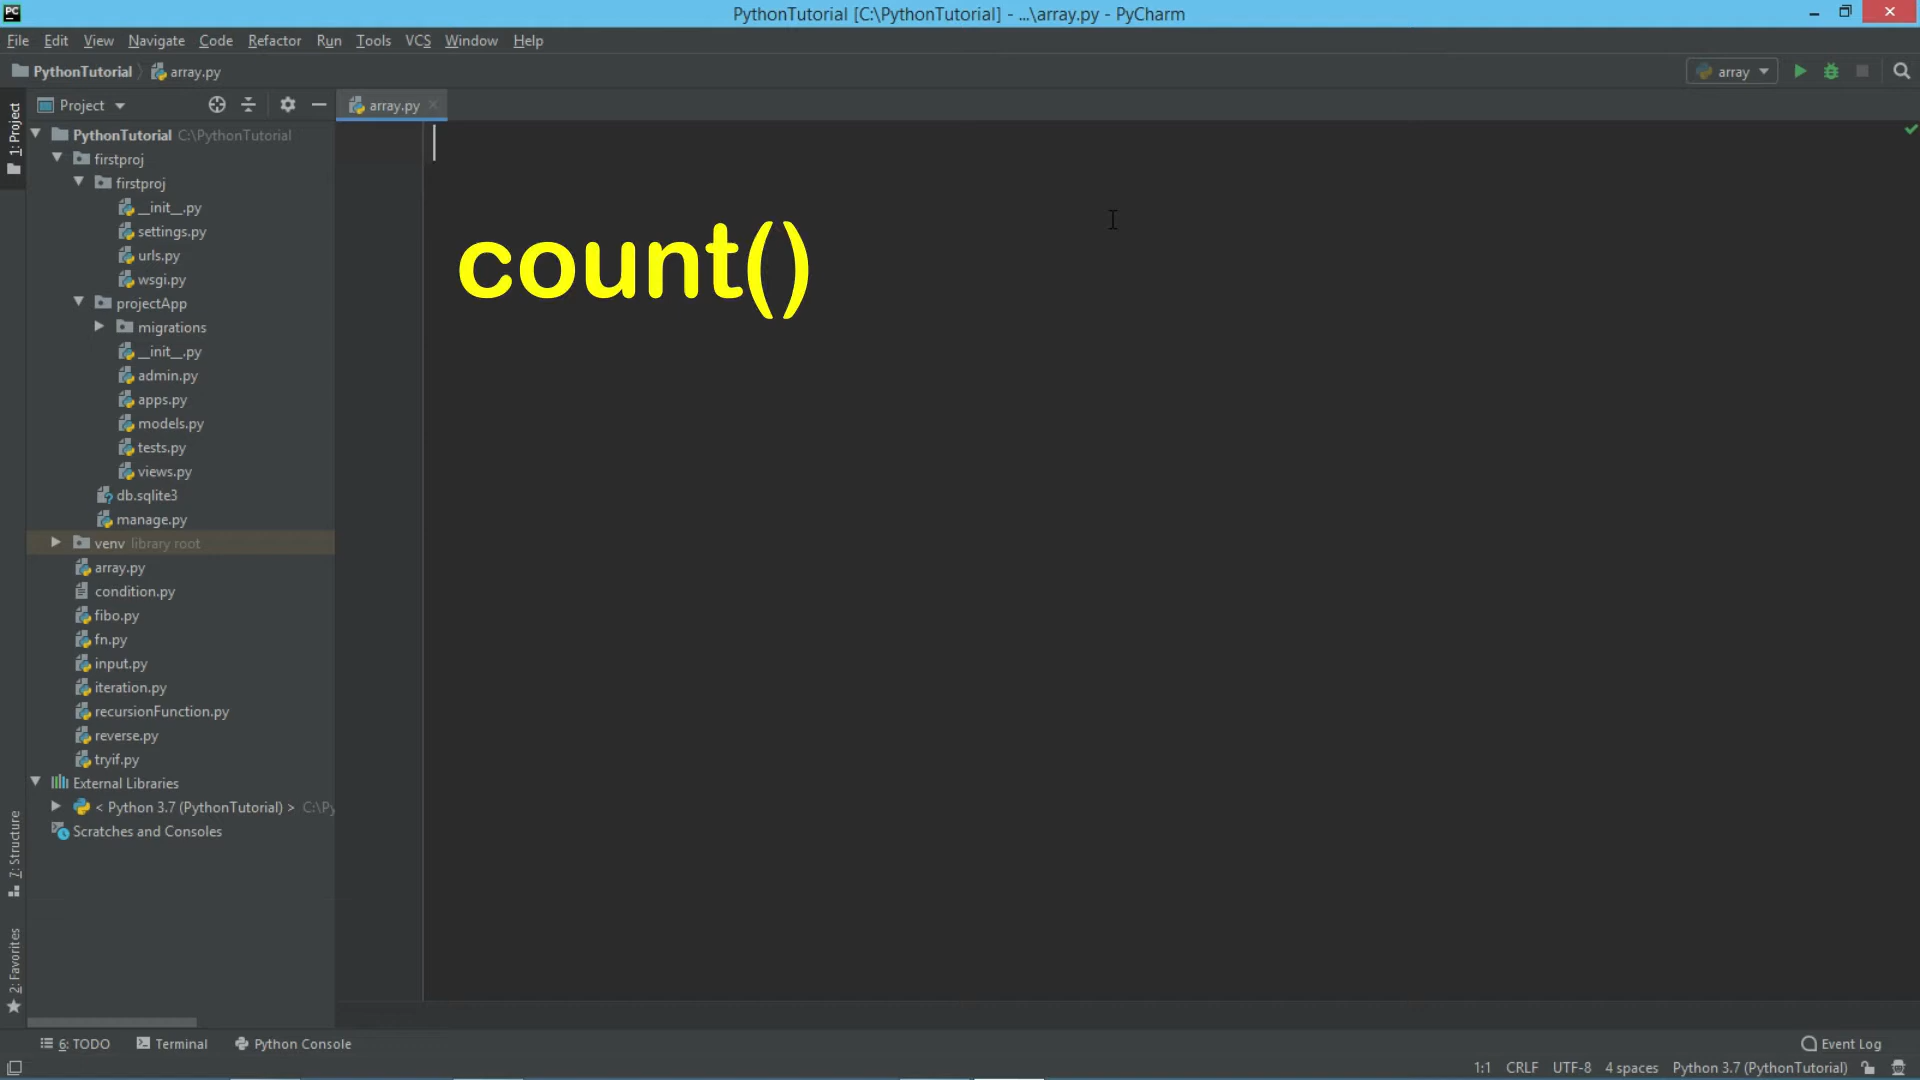 PC
PythonTutorial [C:\PythonTutorial] - ...\array.py - PyCharm
File Edit View Navigate Code Refactor Run Tools VCS Window Help
PythonTutorial array.py
array
1: Project
Project
array.py
PythonTutorial C:\PythonTutorial
firstproj
firstproj
__init__.py
settings.py
urls.py
wsgi.py
projectApp
migrations
__init__.py
admin.py
apps.py
models.py
tests.py
views.py
db.sqlite3
manage.py
venv library root
array.py
condition.py
fibo.py
fn.py
input.py
iteration.py
recursionFunction.py
reverse.py
tryif.py
External Libraries
< Python 3.7 (PythonTutorial) > C:\Py
Scratches and Consoles
count()
7: Structure
2: Favorites
6: TODO Terminal Python Console
Event Log
1:1 CRLF UTF-8 4 spaces Python 3.7 (PythonTutorial)